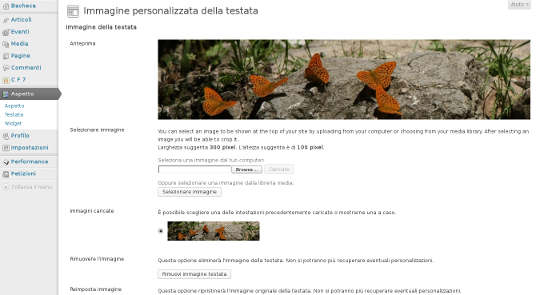 Bacheca
Articoli
Eventi
Media
Pagine
Commenti
C F 7
Aspetto
Aspetto
Testata
Widget
Profilo
Impostazioni
Performance
Petizioni
Collassa il menu
Aiuto
Immagine personalizzata della testata
Immagine della testata
Anteprima
Selezionare immagine
You can select an image to be shown at the top of your site by uploading from your computer or choosing from your media library. After selecting an
image you will be able to crop it.
Larghezza suggerita 300 pixel. L'altezza suggerita è di 100 pixel.
Seleziona una immagine dal tuo computer:
Browse... Caricare
Oppure selezionare una immagine dalla libreria media:
Selezionare immagine
Immagini caricate
È possibile scegliere una delle intestazioni precedentemente caricate o mostrarne una a caso.
Rimuovere l'immagine
Questa opzione eliminerà l'immagine della testata. Non si potranno più recuperare eventuali personalizzazioni.
Rimuovi immagine testata
Reimposta immagine
Questa opzione ripristinerà l'immagine originale della testata. Non si potranno più recuperare eventuali personalizzazioni.